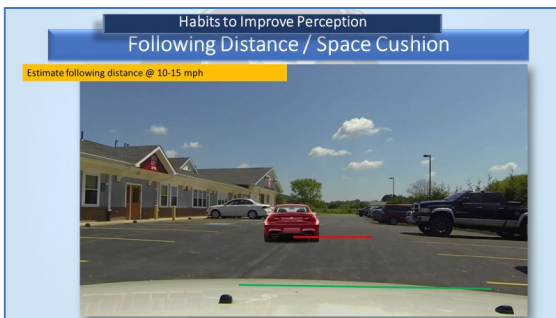 Habits to Improve Perception
Following Distance / Space Cushion
Estimate following distance @ 10-15 mph